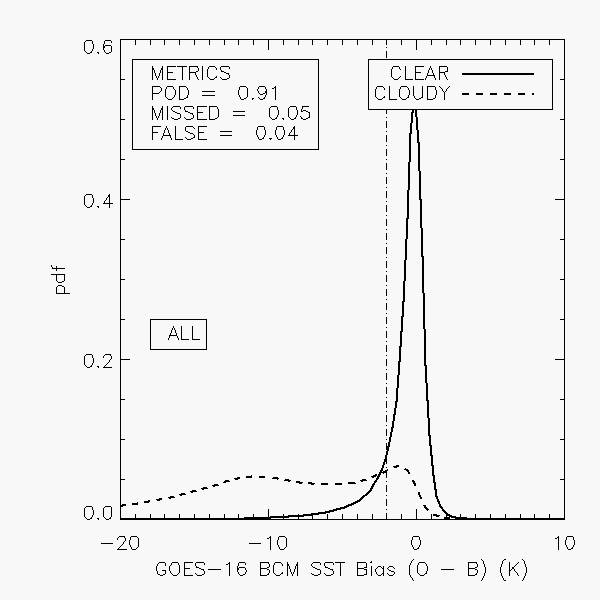 0.6
METRICS
POD = 0.91
MISSED = 0.05
FALSE = 0.04
CLEAR
CLOUDY
0.4
pdf
ALL
0.2
0.0
-20 -10 0 10
GOES-16 BCM SST Bias (O - B) (K)